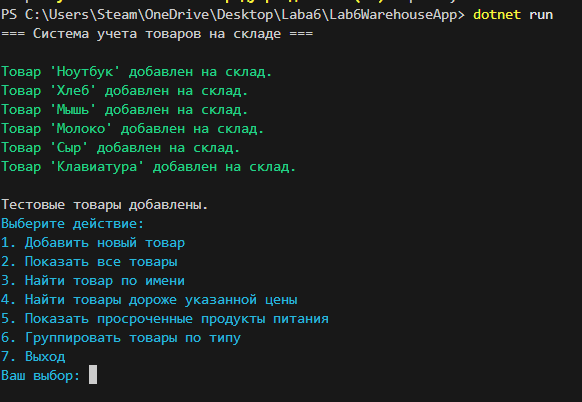 PS C:\Users\Steam\OneDrive\Desktop\Laba6\Lab6WarehouseApp> dotnet run
=== Система учета товаров на складе ===
Товар 'Ноутбук' добавлен на склад.
Товар 'Хлеб' добавлен на склад.
Товар 'Мышь' добавлен на склад.
Товар 'Молоко' добавлен на склад.
Товар 'Сыр' добавлен на склад.
Товар 'Клавиатура' добавлен на склад.
Тестовые товары добавлены.
Выберите действие:
1. Добавить новый товар
2. Показать все товары
3. Найти товар по имени
4. Найти товары дороже указанной цены
5. Показать просроченные продукты питания
6. Группировать товары по типу
7. Выход
Ваш выбор: